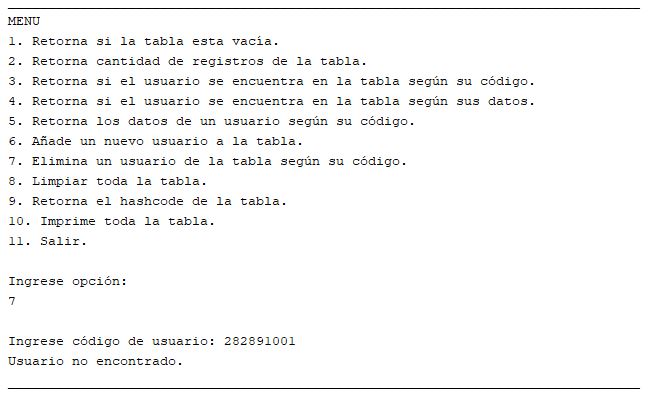 MENU
1. Retorna si la tabla esta vacía.
2. Retorna cantidad de registros de la tabla.
3. Retorna si el usuario se encuentra en la tabla según su código.
4. Retorna si el usuario se encuentra en la tabla según sus datos.
5. Retorna los datos de un usuario según su código.
6. Añade un nuevo usuario a la tabla.
7. Elimina un usuario de la tabla según su código.
8. Limpiar toda la tabla.
9. Retorna el hashcode de la tabla.
10. Imprime toda la tabla.
11. Salir.
Ingrese opción:
7
Ingrese código de usuario: 282891001
Usuario no encontrado.